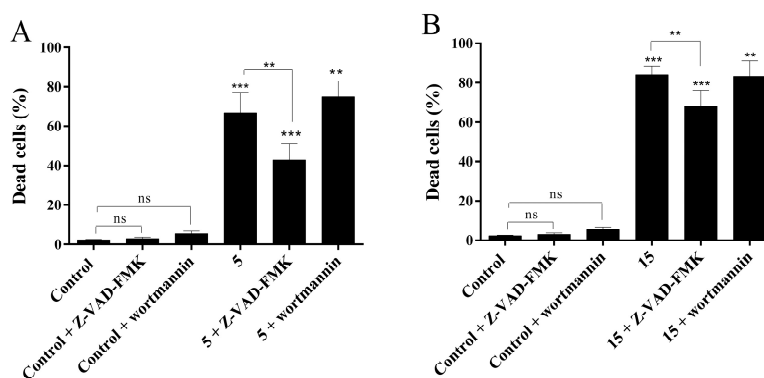 A
Dead cells (%)
100
80
60
40
20
0
ns
ns
***
**
***
**
Control
Control + Z-VAD-FMK
Control + wortmannin
5
5 + Z-VAD-FMK
5 + wortmannin
B
Dead cells (%)
100
80
60
40
20
0
ns
ns
***
**
***
**
Control
Control + Z-VAD-FMK
Control + wortmannin
15
15 + Z-VAD-FMK
15 + wortmannin